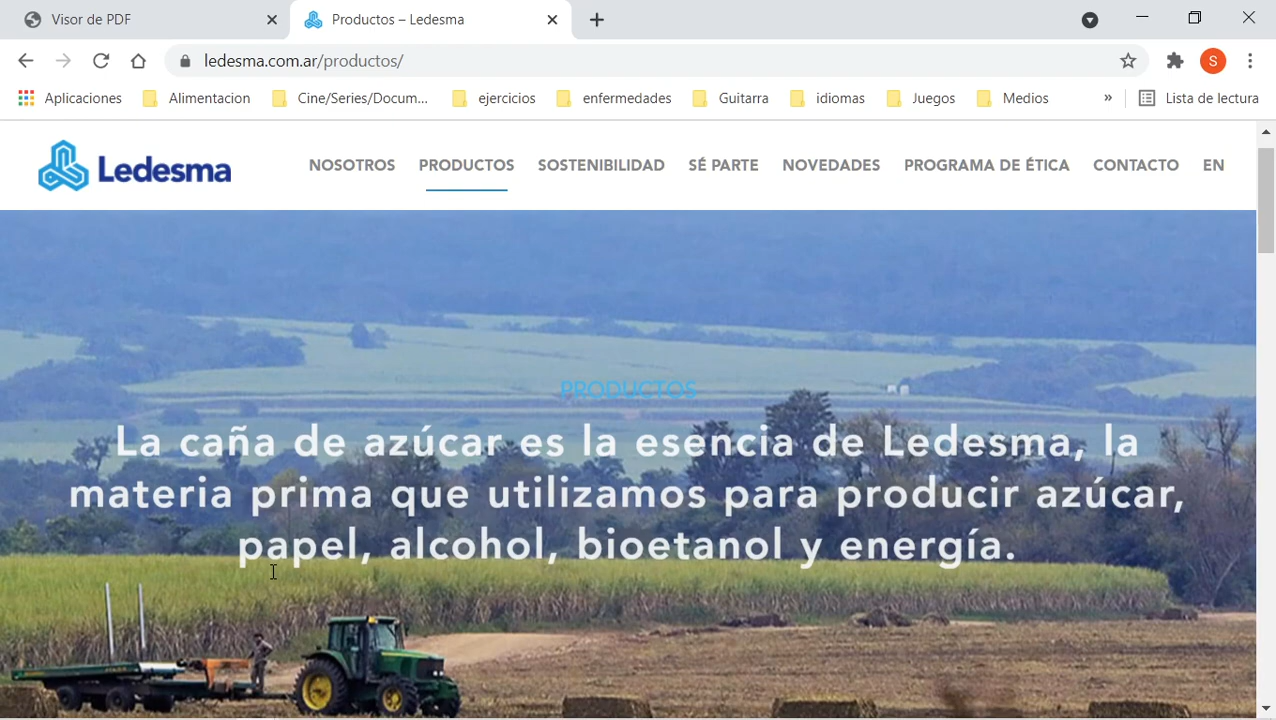 Visor de PDF
Productos – Ledesma
ledesma.com.ar/productos/
S
Aplicaciones
Alimentacion
Cine/Series/Docum...
ejercicios
enfermedades
Guitarra
idiomas
Juegos
Medios
»
Lista de lectura
Ledesma
NOSOTROS
PRODUCTOS
SOSTENIBILIDAD
SÉ PARTE
NOVEDADES
PROGRAMA DE ÉTICA
CONTACTO
EN
PRODUCTOS
La caña de azúcar es la esencia de Ledesma, la
materia prima que utilizamos para producir azúcar,
papel, alcohol, bioetanol y energía.